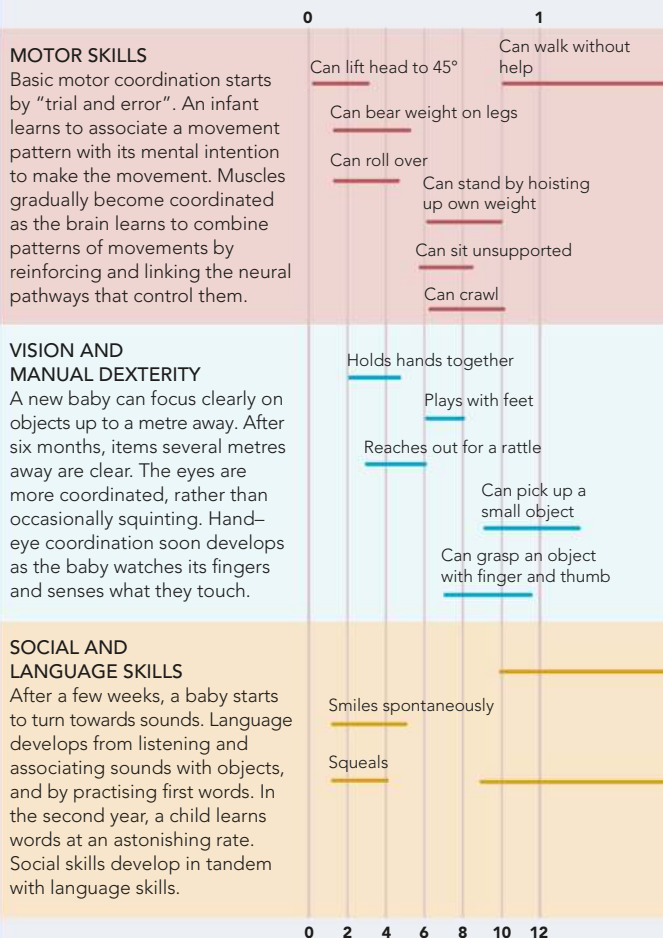 0 1
MOTOR SKILLS
Basic motor coordination starts
by “trial and error”. An infant
learns to associate a movement
pattern with its mental intention
to make the movement. Muscles
gradually become coordinated
as the brain learns to combine
patterns of movements by
reinforcing and linking the neural
pathways that control them.
Can lift head to 45°
Can walk without
help
Can bear weight on legs
Can roll over
Can stand by hoisting
up own weight
Can sit unsupported
Can crawl
VISION AND
MANUAL DEXTERITY
A new baby can focus clearly on
objects up to a metre away. After
six months, items several metres
away are clear. The eyes are
more coordinated, rather than
occasionally squinting. Hand–
eye coordination soon develops
as the baby watches its fingers
and senses what they touch.
Holds hands together
Plays with feet
Reaches out for a rattle
Can pick up a
small object
Can grasp an object
with finger and thumb
SOCIAL AND
LANGUAGE SKILLS
After a few weeks, a baby starts
to turn towards sounds. Language
develops from listening and
associating sounds with objects,
and by practising first words. In
the second year, a child learns
words at an astonishing rate.
Social skills develop in tandem
with language skills.
Smiles spontaneously
Squeals
0 2 4 6 8 10 12